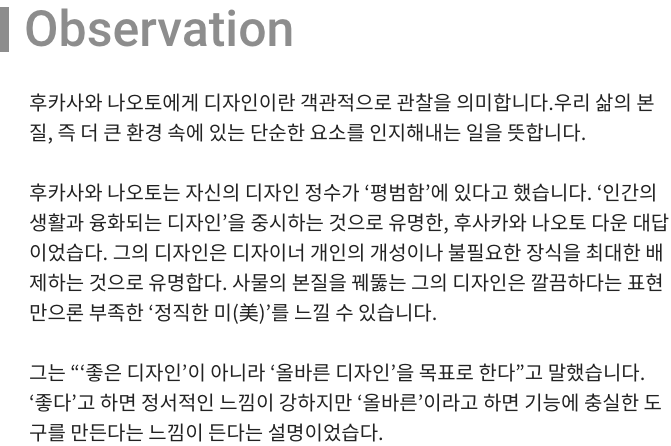 Observation
후카사와 나오토에게 디자인이란 객관적으로 관찰을 의미합니다.우리 삶의 본
질, 즉 더 큰 환경 속에 있는 단순한 요소를 인지해내는 일을 뜻합니다.
후카사와 나오토는 자신의 디자인 정수가 ‘평범함’에 있다고 했습니다. ‘인간의
생활과 융화되는 디자인’을 중시하는 것으로 유명한, 후사카와 나오토 다운 대답
이었습다. 그의 디자인은 디자이너 개인의 개성이나 불필요한 장식을 최대한 배
제하는 것으로 유명합다. 사물의 본질을 꿰뚫는 그의 디자인은 깔끔하다는 표현
만으론 부족한 ‘정직한 미(美)’를 느낄 수 있습니다.
그는 “‘좋은 디자인’이 아니라 ‘올바른 디자인’을 목표로 한다”고 말했습니다.
‘좋다’고 하면 정서적인 느낌이 강하지만 ‘올바른’이라고 하면 기능에 충실한 도
구를 만든다는 느낌이 든다는 설명이었습다.